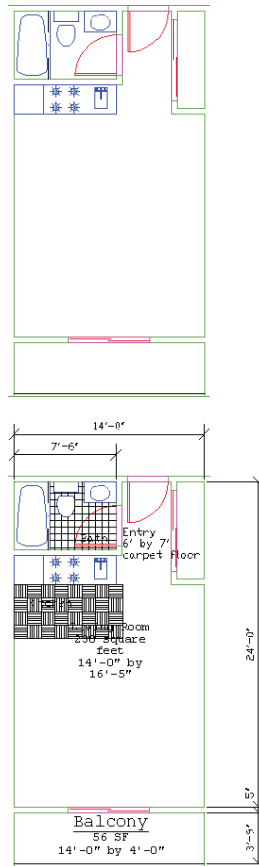 14'-0"
7'-6"
Bath
Entry
6' by 7'
carpet floor
Room
square
feet
14'-0" by
16'-5"
24'-0"
5"
3'-9"
Balcony
56 SF
14'-0" by 4'-0"